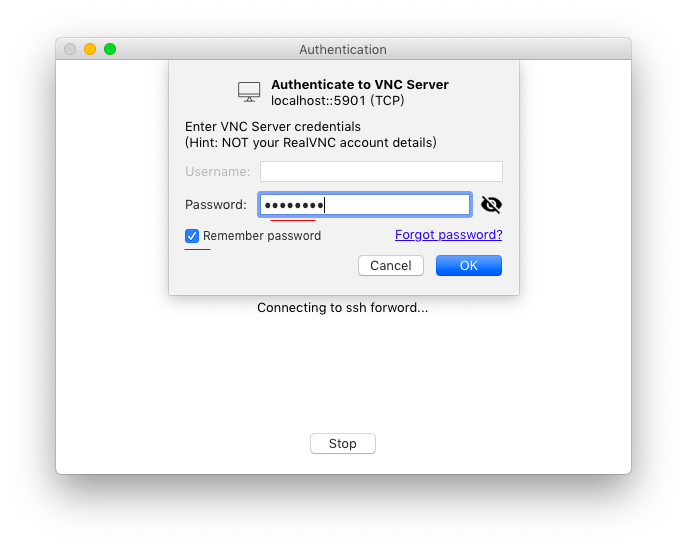 Authentication
Authenticate to VNC Server
localhost::5901 (TCP)
Enter VNC Server credentials
(Hint: NOT your RealVNC account details)
Username:
Password: ●●●●●●●●
Remember password Forgot password?
Cancel OK
Connecting to ssh forword...
Stop